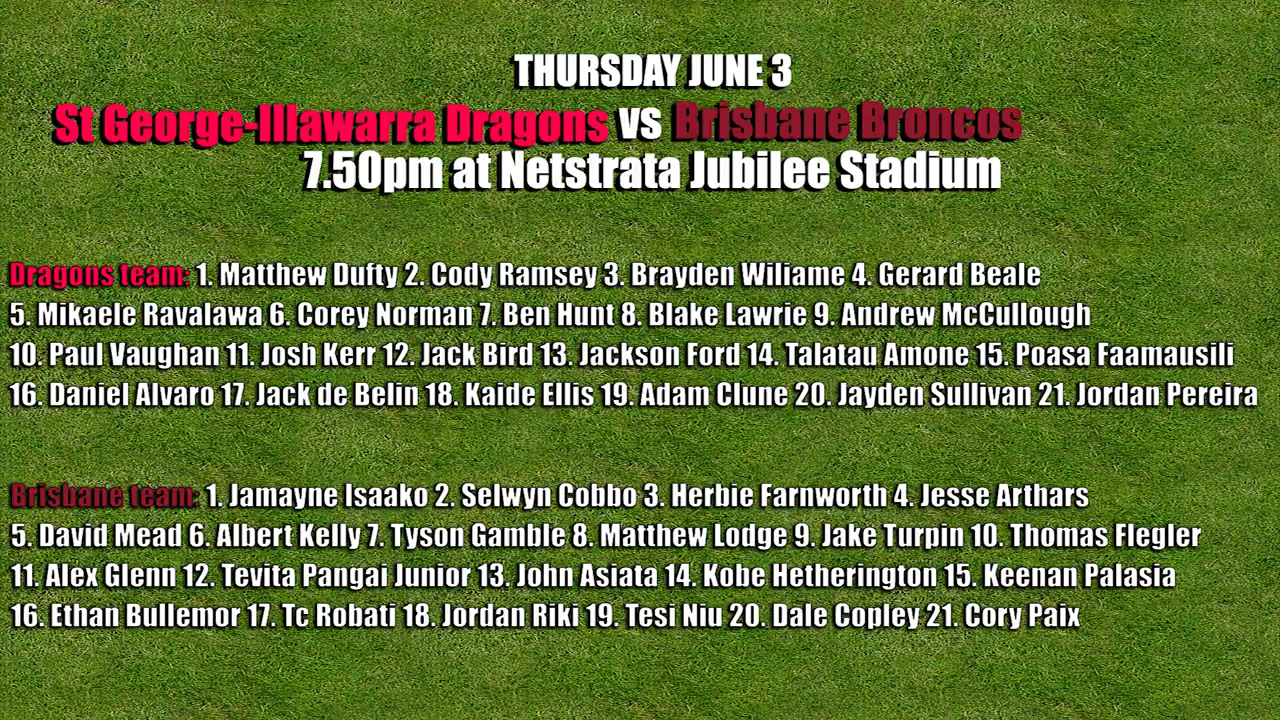 THURSDAY JUNE 3
St George-Illawarra Dragons vs Brisbane Broncos
7.50pm at Netstrata Jubilee Stadium
Dragons team: 1. Matthew Dufty 2. Cody Ramsey 3. Brayden Wiliame 4. Gerard Beale
5. Mikaele Ravalawa 6. Corey Norman 7. Ben Hunt 8. Blake Lawrie 9. Andrew McCullough
10. Paul Vaughan 11. Josh Kerr 12. Jack Bird 13. Jackson Ford 14. Talatau Amone 15. Poasa Faamausili
16. Daniel Alvaro 17. Jack de Belin 18. Kaide Ellis 19. Adam Clune 20. Jayden Sullivan 21. Jordan Pereira
Brisbane team: 1. Jamayne Isaako 2. Selwyn Cobbo 3. Herbie Farnworth 4. Jesse Arthars
5. David Mead 6. Albert Kelly 7. Tyson Gamble 8. Matthew Lodge 9. Jake Turpin 10. Thomas Flegler
11. Alex Glenn 12. Tevita Pangai Junior 13. John Asiata 14. Kobe Hetherington 15. Keenan Palasia
16. Ethan Bullemor 17. Tc Robati 18. Jordan Riki 19. Tesi Niu 20. Dale Copley 21. Cory Paix